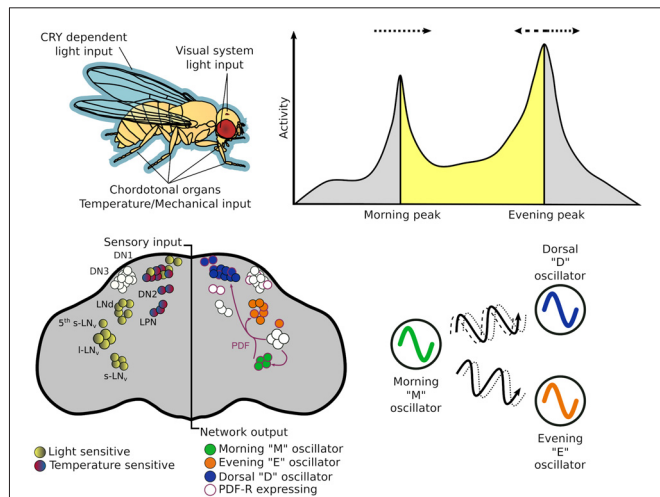 CRY dependent
light input
Visual system
light input
Chordotonal organs
Temperature/Mechanical input
Activity
Morning peak
Evening peak
Sensory input
DN1
DN3
DN2
LNd
LPN
5th s-LNv
l-LNv
s-LNv
PDF
Network output
Light sensitive
Temperature sensitive
Morning "M" oscillator
Evening "E" oscillator
Dorsal "D" oscillator
PDF-R expressing
Dorsal
"D"
oscillator
Morning
"M"
oscillator
Evening
"E"
oscillator